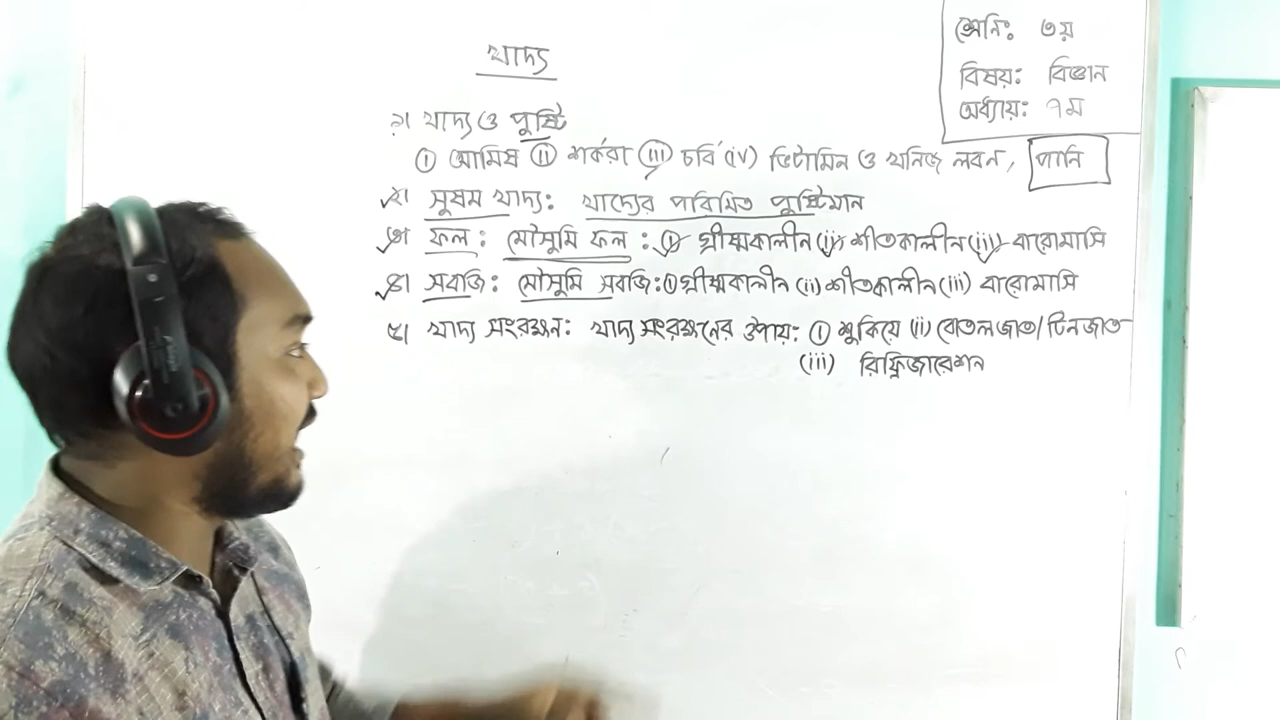 শ্রেনি: ৩য়
বিষয়: বিজ্ঞান
অধ্যায়: ৭ম
খাদ্য
১। খাদ্য ও পুষ্টি
(i) আমিষ (ii) শর্করা (iii) চর্বি (iv) ভিটামিন ও খনিজ লবন, পানি
২। সুষম খাদ্য: খাদ্যের পরিমিত পুষ্টিমান
৩। ফল: মৌসুমি ফল: (i) গ্রীষ্মকালীন (ii) শীতকালীন (iii) বারোমাসি
৪। সবজি: মৌসুমি সবজি: (i) গ্রীষ্মকালীন (ii) শীতকালীন (iii) বারোমাসি
৫। খাদ্য সংরক্ষন: খাদ্য সংরক্ষনের উপায়: (i) শুকিয়ে (ii) বোতলজাত/টিনজাত
(iii) রিফ্রিজারেশন